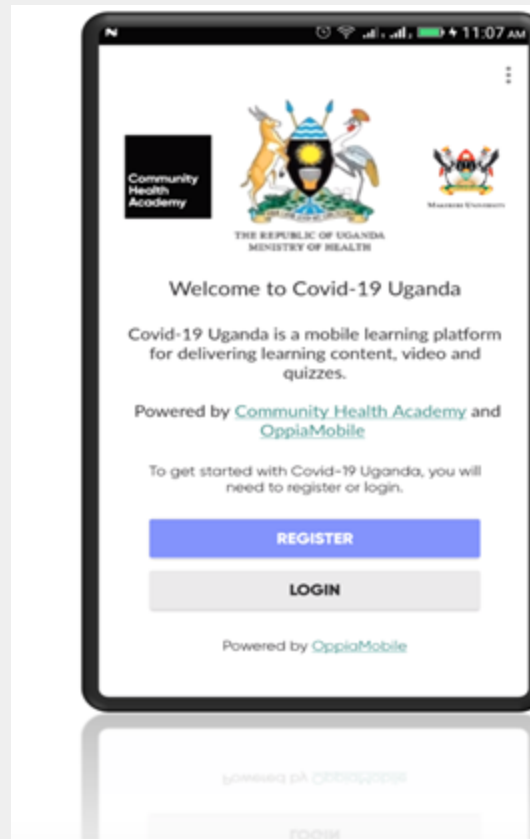 11:07 AM
Community
Health
Academy
THE REPUBLIC OF UGANDA
MINISTRY OF HEALTH
MAKERERE UNIVERSITY
Welcome to Covid-19 Uganda
Covid-19 Uganda is a mobile learning platform
for delivering learning content, video and
quizzes.
Powered by Community Health Academy and
OppiaMobile
To get started with Covid-19 Uganda, you will
need to register or login.
REGISTER
LOGIN
Powered by OppiaMobile